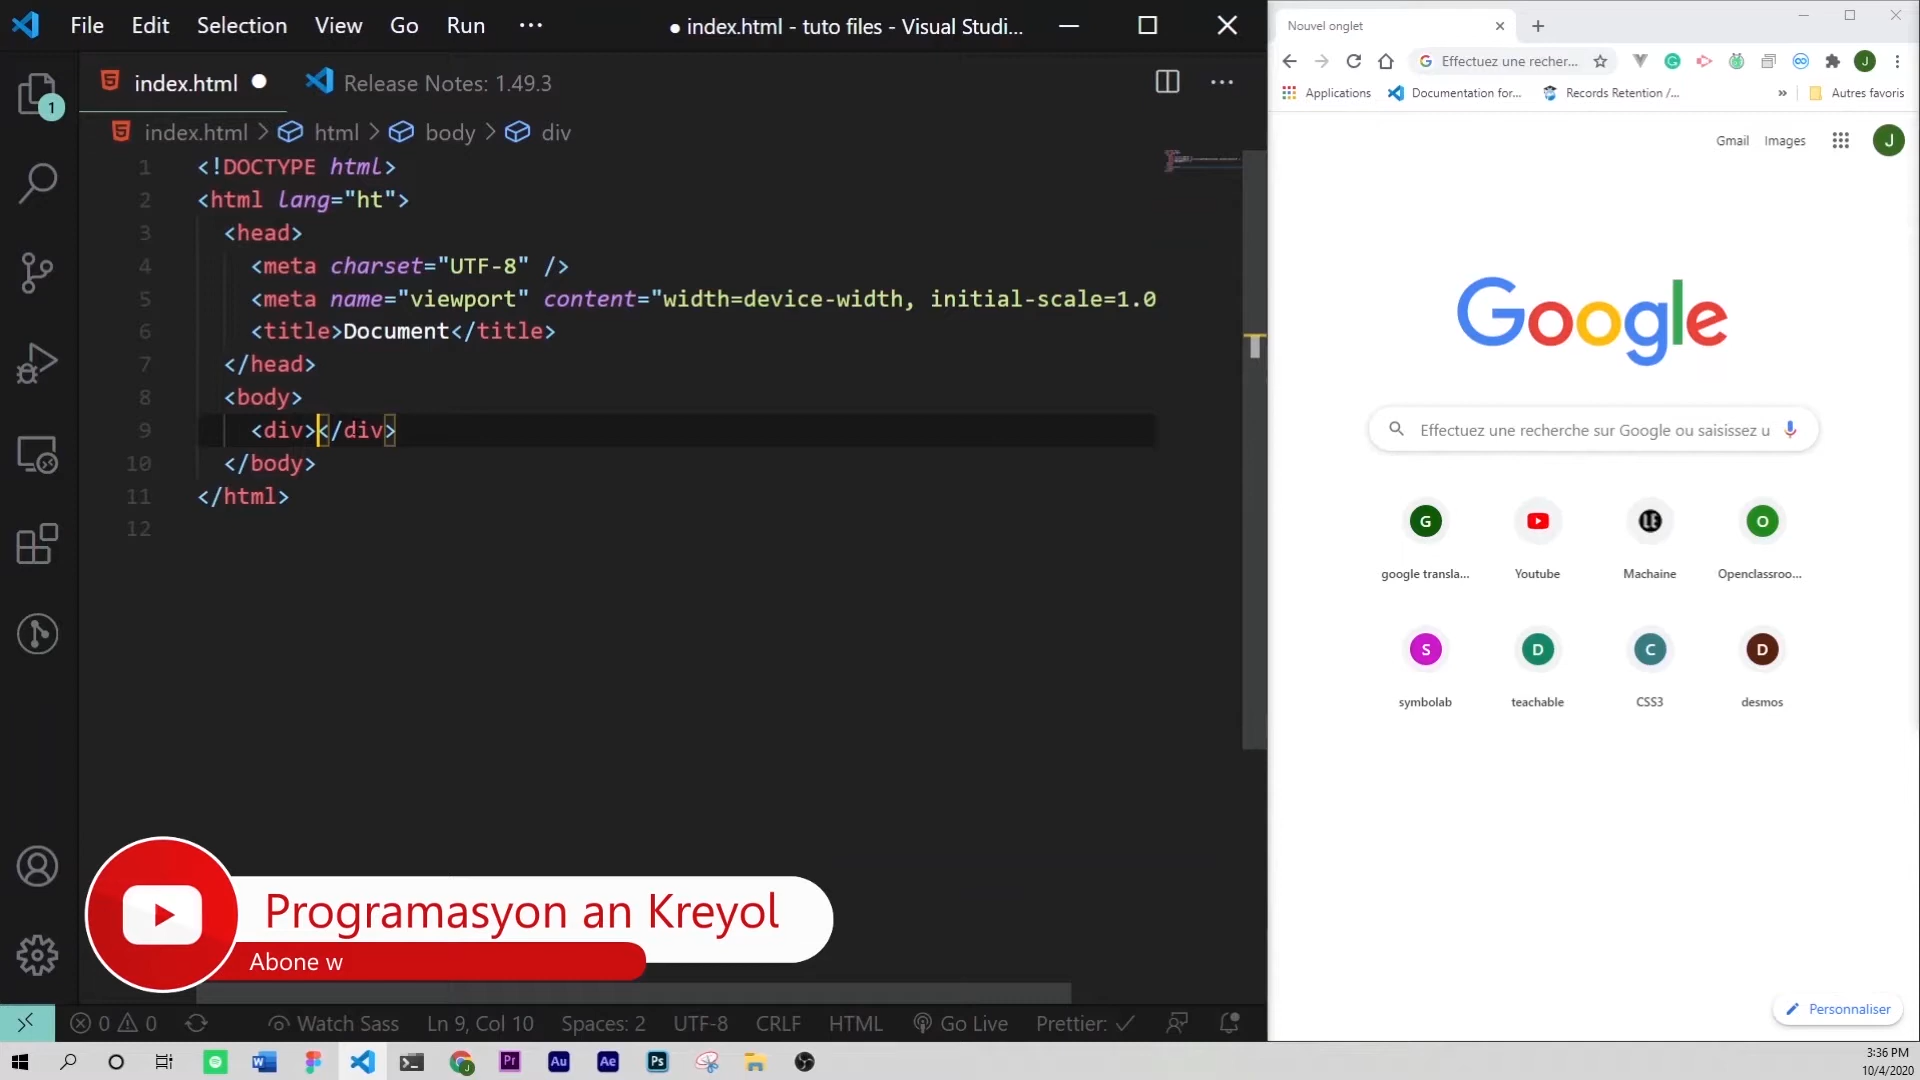 File Edit Selection View Go Run ···
● index.html - tuto files - Visual Studi...
index.html ● Release Notes: 1.49.3
index.html > html > body > div
1 <!DOCTYPE html>
2 <html lang="ht">
3 <head>
4 <meta charset="UTF-8" />
5 <meta name="viewport" content="width=device-width, initial-scale=1.0
6 <title>Document</title>
7 </head>
8 <body>
9 <div></div>
10 </body>
11 </html>
12
1
Programasyon an Kreyol
Abone w
0 0 Watch Sass Ln 9, Col 10 Spaces: 2 UTF-8 CRLF HTML Go Live Prettier: ✓
Nouvel onglet
Effectuez une recher...
J
Applications Documentation for... Records Retention /... » Autres favoris
Gmail Images J
Google
Effectuez une recherche sur Google ou saisissez u
G LE O
google transla... Youtube Machaine Openclassroo...
S D C D
symbolab teachable CSS3 desmos
Personnaliser
W J Pr Au Ae Ps
3:36 PM
10/4/2020